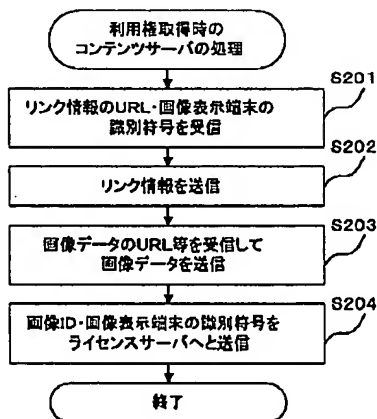 利用権取得時の
コンテンツサーバの処理
S201
リンク情報のURL・画像表示端末の
識別符号を受信
S202
リンク情報を送信
S203
画像データのURL等を受信して
画像データを送信
S204
画像ID・画像表示端末の識別符号を
ライセンスサーバへと送信
終了